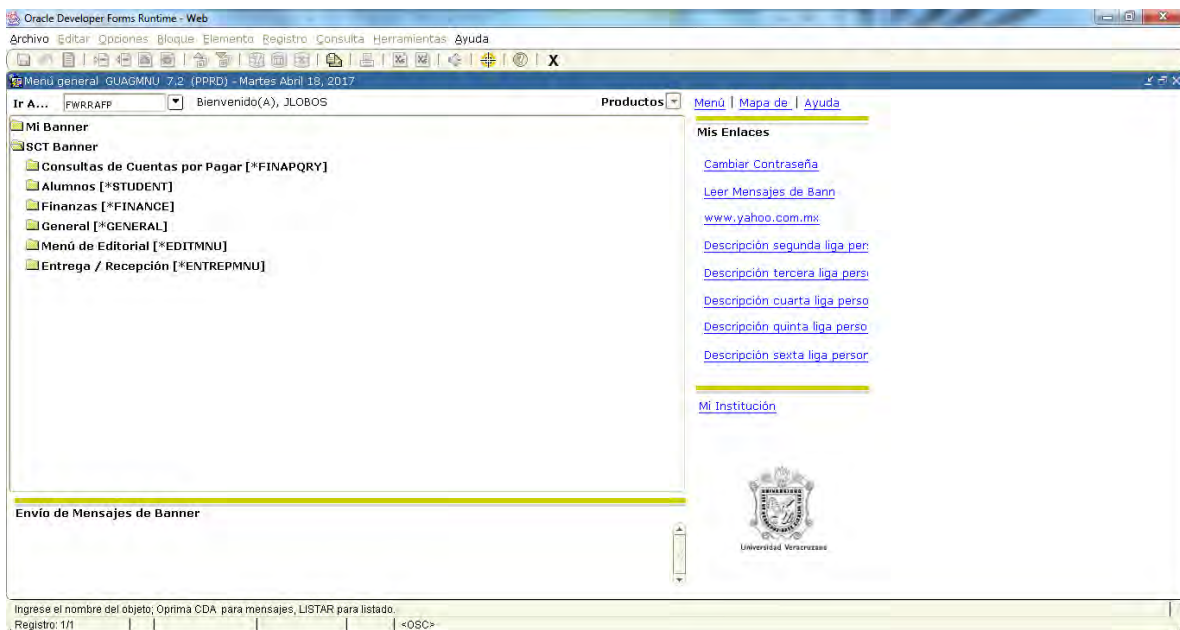 Oracle Developer Forms Runtime - Web
Archivo Editar Opciones Bloque Elemento Registro Consulta Herramientas Ayuda
X
Menú general GUAGMNU 7.2 (PPRD) - Martes Abril 18, 2017
Ir A... FWRRAFP Bienvenido(A), JLOBOS Productos Menú | Mapa de | Ayuda
Mi Banner
SCT Banner
Consultas de Cuentas por Pagar [*FINAPQRY]
Alumnos [*STUDENT]
Finanzas [*FINANCE]
General [*GENERAL]
Menú de Editorial [*EDITMNU]
Entrega / Recepción [*ENTREPMNU]
Mis Enlaces
Cambiar Contraseña
Leer Mensajes de Bann
www.yahoo.com.mx
Descripción segunda liga pers
Descripción tercera liga perso
Descripción cuarta liga perso
Descripción quinta liga perso
Descripción sexta liga person
Mi Institución
Universidad Veracruzana
Envío de Mensajes de Banner
Ingrese el nombre del objeto; Oprima CDA para mensajes, LISTAR para listado.
Registro: 1/1 <OSC>